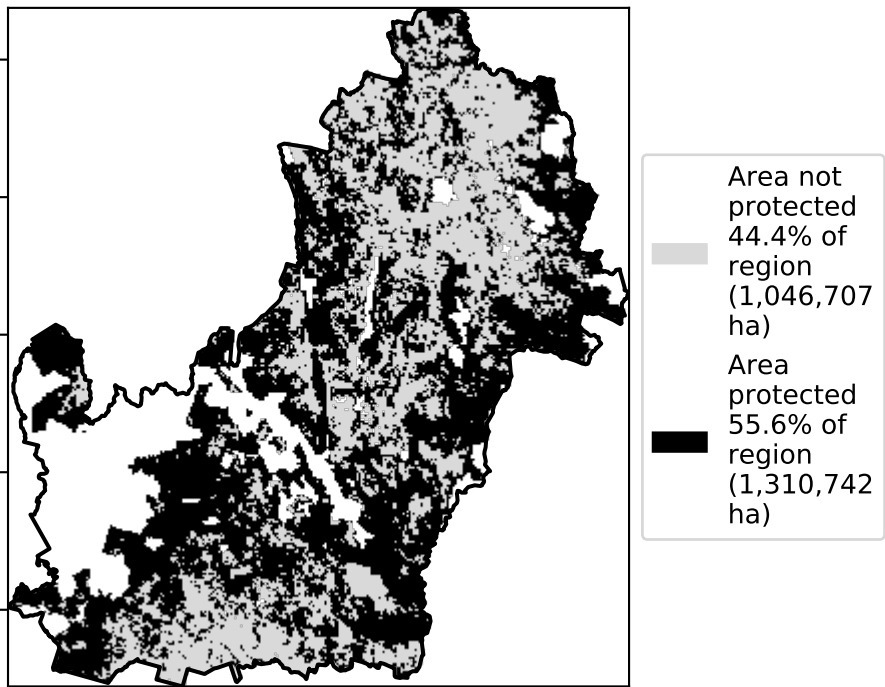 Area not
protected
44.4% of
region
(1,046,707
ha)
Area
protected
55.6% of
region
(1,310,742
ha)